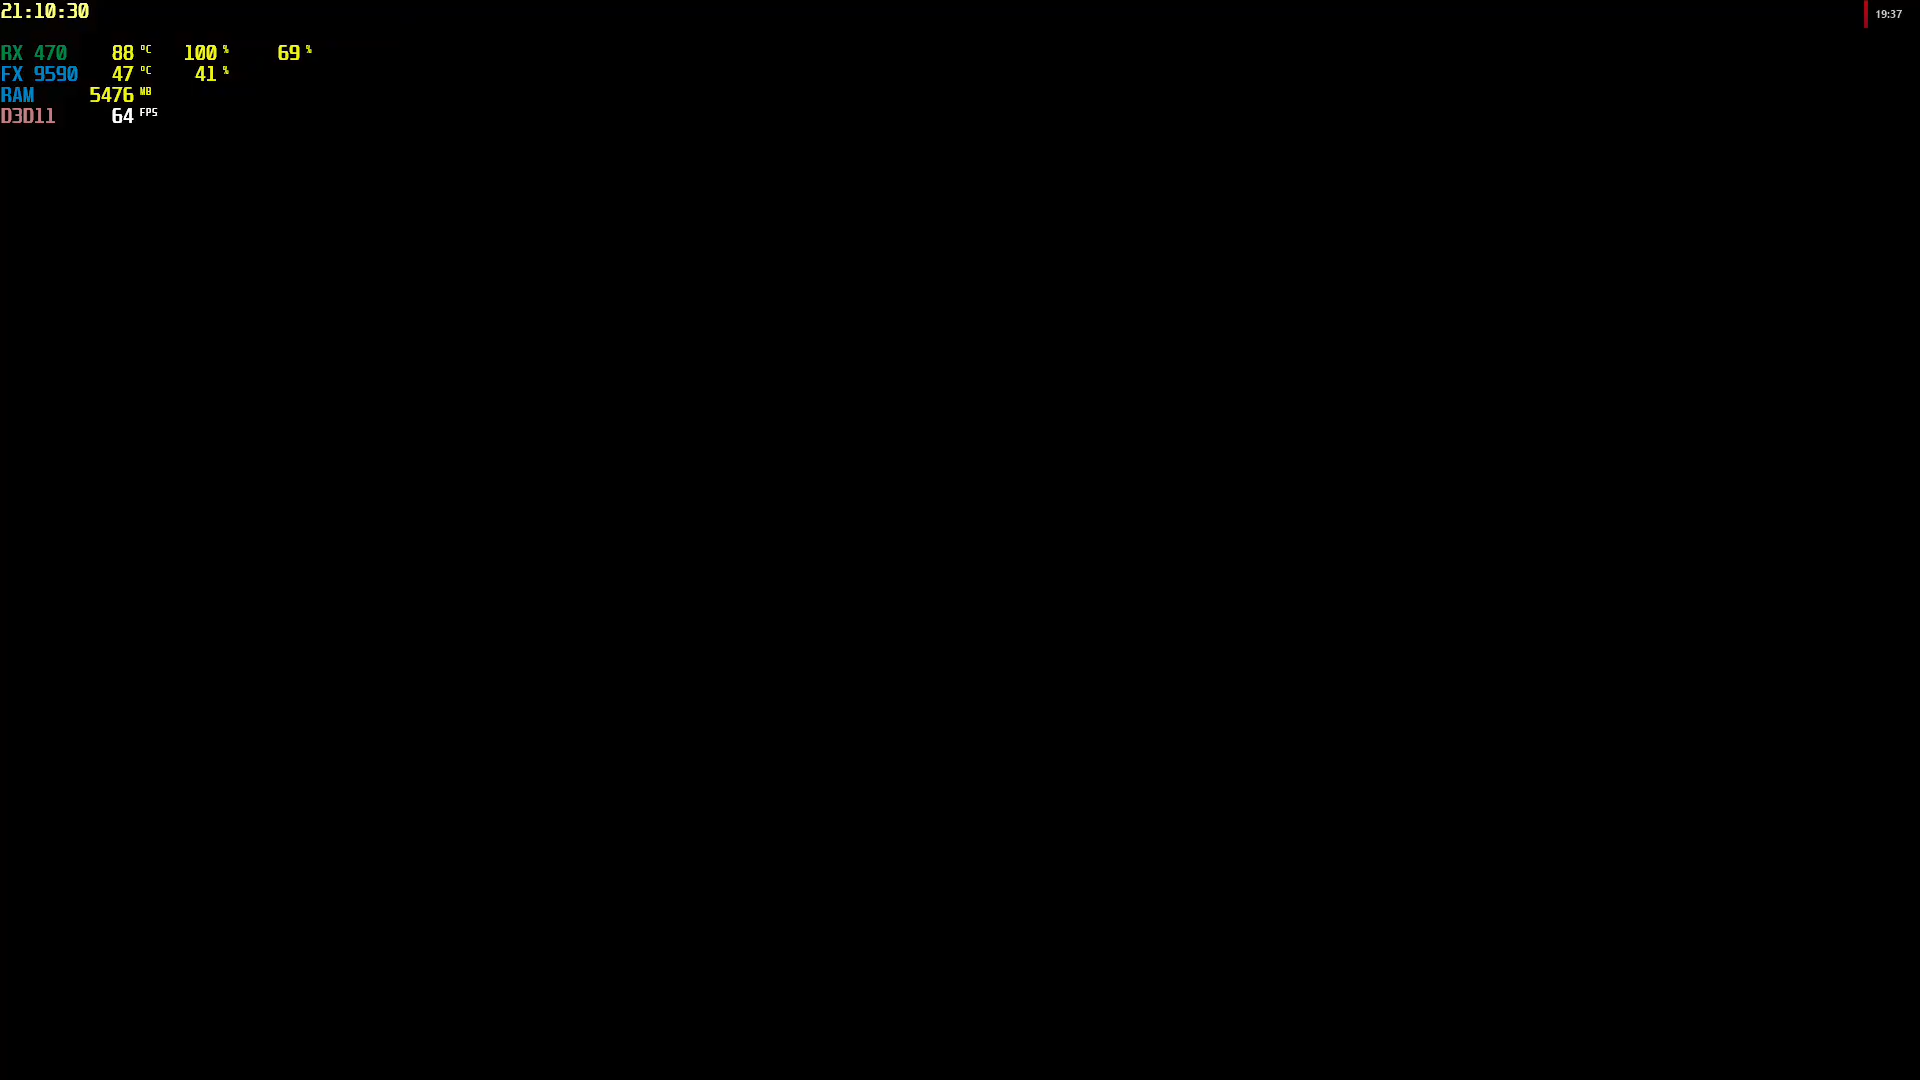 21:10:30
19:37
RX 470 88 °C 100 % 69 %
FX 9590 47 °C 41 %
RAM 5476 MB
D3D11 64 FPS